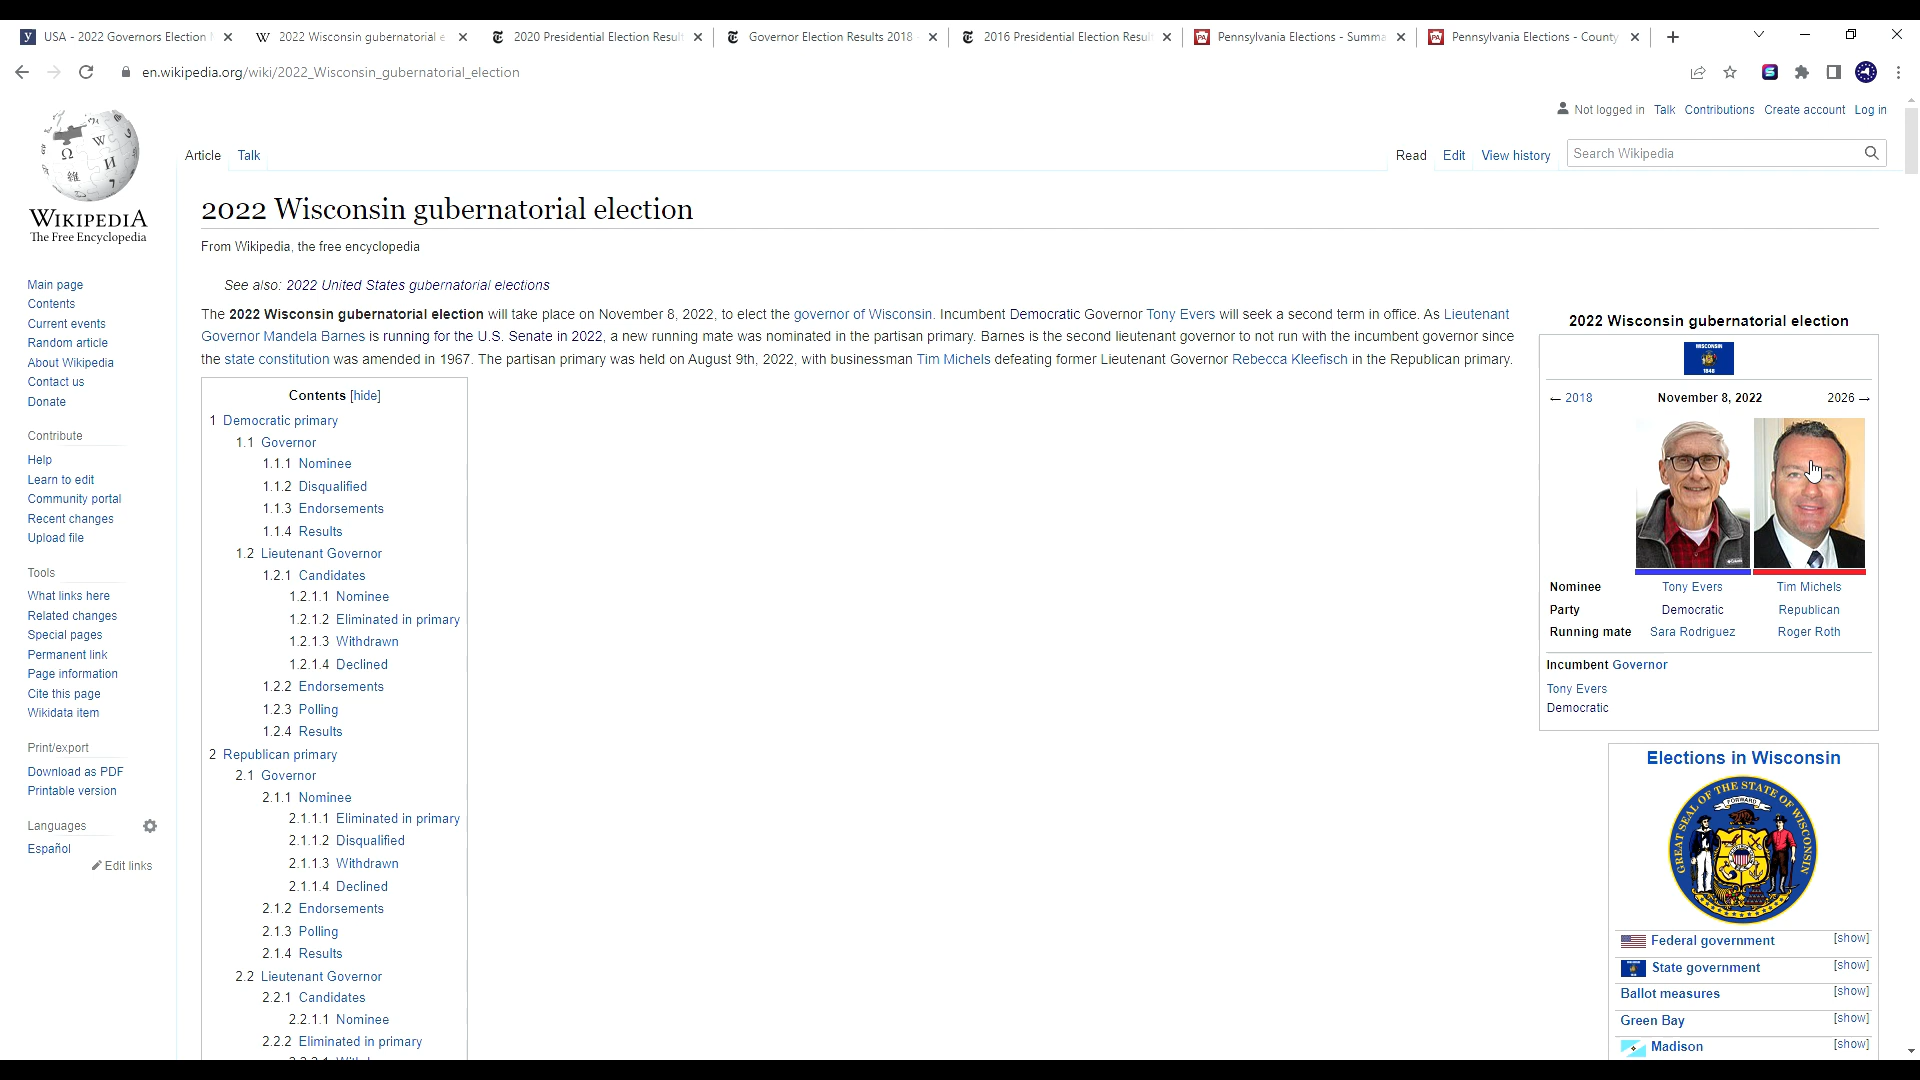 USA - 2022 Governors Election
2022 Wisconsin gubernatorial e
2020 Presidential Election Result
Governor Election Results 2018 -
2016 Presidential Election Result
Pennsylvania Elections - Summa
Pennsylvania Elections - County
en.wikipedia.org/wiki/2022_Wisconsin_gubernatorial_election
Not logged in Talk Contributions Create account Log in
Article Talk
Read Edit View history Search Wikipedia
WIKIPEDIA
The Free Encyclopedia
Main page
Contents
Current events
Random article
About Wikipedia
Contact us
Donate
Contribute
Help
Learn to edit
Community portal
Recent changes
Upload file
Tools
What links here
Related changes
Special pages
Permanent link
Page information
Cite this page
Wikidata item
Print/export
Download as PDF
Printable version
Languages
Español
Edit links
2022 Wisconsin gubernatorial election
From Wikipedia, the free encyclopedia
See also: 2022 United States gubernatorial elections
The 2022 Wisconsin gubernatorial election will take place on November 8, 2022, to elect the governor of Wisconsin. Incumbent Democratic Governor Tony Evers will seek a second term in office. As Lieutenant
Governor Mandela Barnes is running for the U.S. Senate in 2022, a new running mate was nominated in the partisan primary. Barnes is the second lieutenant governor to not run with the incumbent governor since
the state constitution was amended in 1967. The partisan primary was held on August 9th, 2022, with businessman Tim Michels defeating former Lieutenant Governor Rebecca Kleefisch in the Republican primary.
Contents [hide]
1 Democratic primary
1.1 Governor
1.1.1 Nominee
1.1.2 Disqualified
1.1.3 Endorsements
1.1.4 Results
1.2 Lieutenant Governor
1.2.1 Candidates
1.2.1.1 Nominee
1.2.1.2 Eliminated in primary
1.2.1.3 Withdrawn
1.2.1.4 Declined
1.2.2 Endorsements
1.2.3 Polling
1.2.4 Results
2 Republican primary
2.1 Governor
2.1.1 Nominee
2.1.1.1 Eliminated in primary
2.1.1.2 Disqualified
2.1.1.3 Withdrawn
2.1.1.4 Declined
2.1.2 Endorsements
2.1.3 Polling
2.1.4 Results
2.2 Lieutenant Governor
2.2.1 Candidates
2.2.1.1 Nominee
2.2.2 Eliminated in primary
2022 Wisconsin gubernatorial election
WISCONSIN
1848
← 2018 November 8, 2022 2026 →
Nominee Tony Evers Tim Michels
Party Democratic Republican
Running mate Sara Rodriguez Roger Roth
Incumbent Governor
Tony Evers
Democratic
Elections in Wisconsin
GREAT SEAL OF THE STATE OF WISCONSIN
FORWARD
Federal government [show]
State government [show]
Ballot measures [show]
Green Bay [show]
Madison [show]